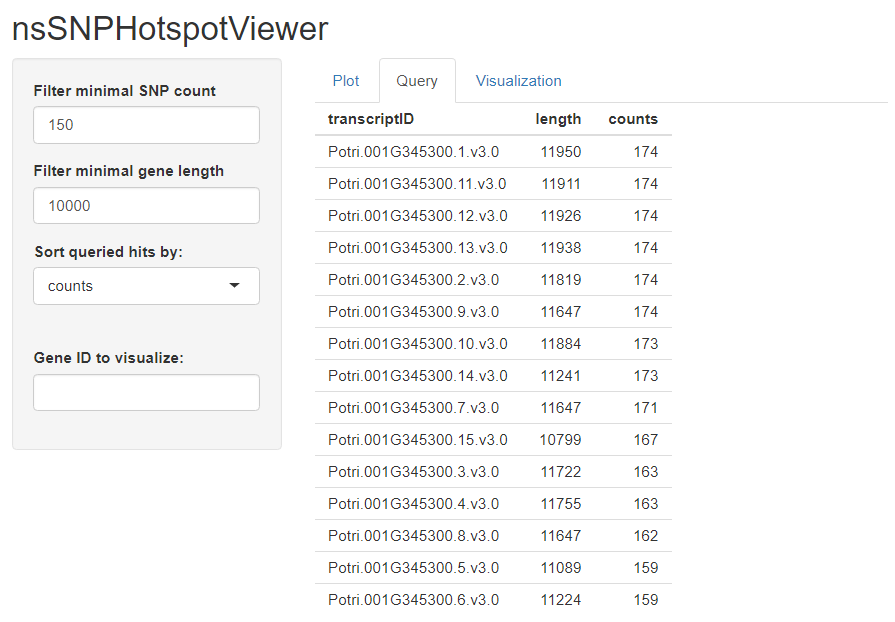 nsSNPHotspotViewer
Filter minimal SNP count
150
Filter minimal gene length
10000
Sort queried hits by:
counts
Gene ID to visualize:
Plot Query Visualization
transcriptID length counts
Potri.001G345300.1.v3.0 11950 174
Potri.001G345300.11.v3.0 11911 174
Potri.001G345300.12.v3.0 11926 174
Potri.001G345300.13.v3.0 11938 174
Potri.001G345300.2.v3.0 11819 174
Potri.001G345300.9.v3.0 11647 174
Potri.001G345300.10.v3.0 11884 173
Potri.001G345300.14.v3.0 11241 173
Potri.001G345300.7.v3.0 11647 171
Potri.001G345300.15.v3.0 10799 167
Potri.001G345300.3.v3.0 11722 163
Potri.001G345300.4.v3.0 11755 163
Potri.001G345300.8.v3.0 11647 162
Potri.001G345300.5.v3.0 11089 159
Potri.001G345300.6.v3.0 11224 159